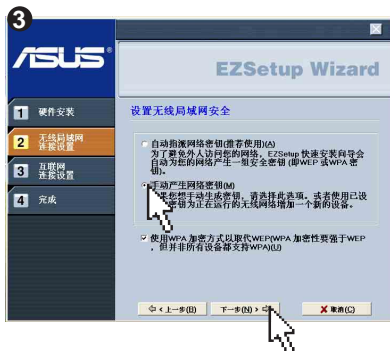 3
ASUS
EZSetup Wizard
1 硬件安装
2 无线局域网
连接设置
3 互联网
连接设置
4 完成
设置无线局域网安全
自动指派网络密钥(推荐使用)(A)
为了避免外人访问您的网络，EZSetup 快速安装向导会
自动为您的网络产生一组安全密钥 (即WEP 或WPA 密
钥)。
手动产生网络密钥(M)
果您想手动生成密钥，请选择此选项。或者使用已设
密钥为正在运行的无线网络增加一个新的设备。
使用WPA 加密方式以取代WEP(WPA 加密性要强于WEP
，但并非所有设备都支持WPA)(U)
< 上一步(B)
下一步(N) >
取消(C)